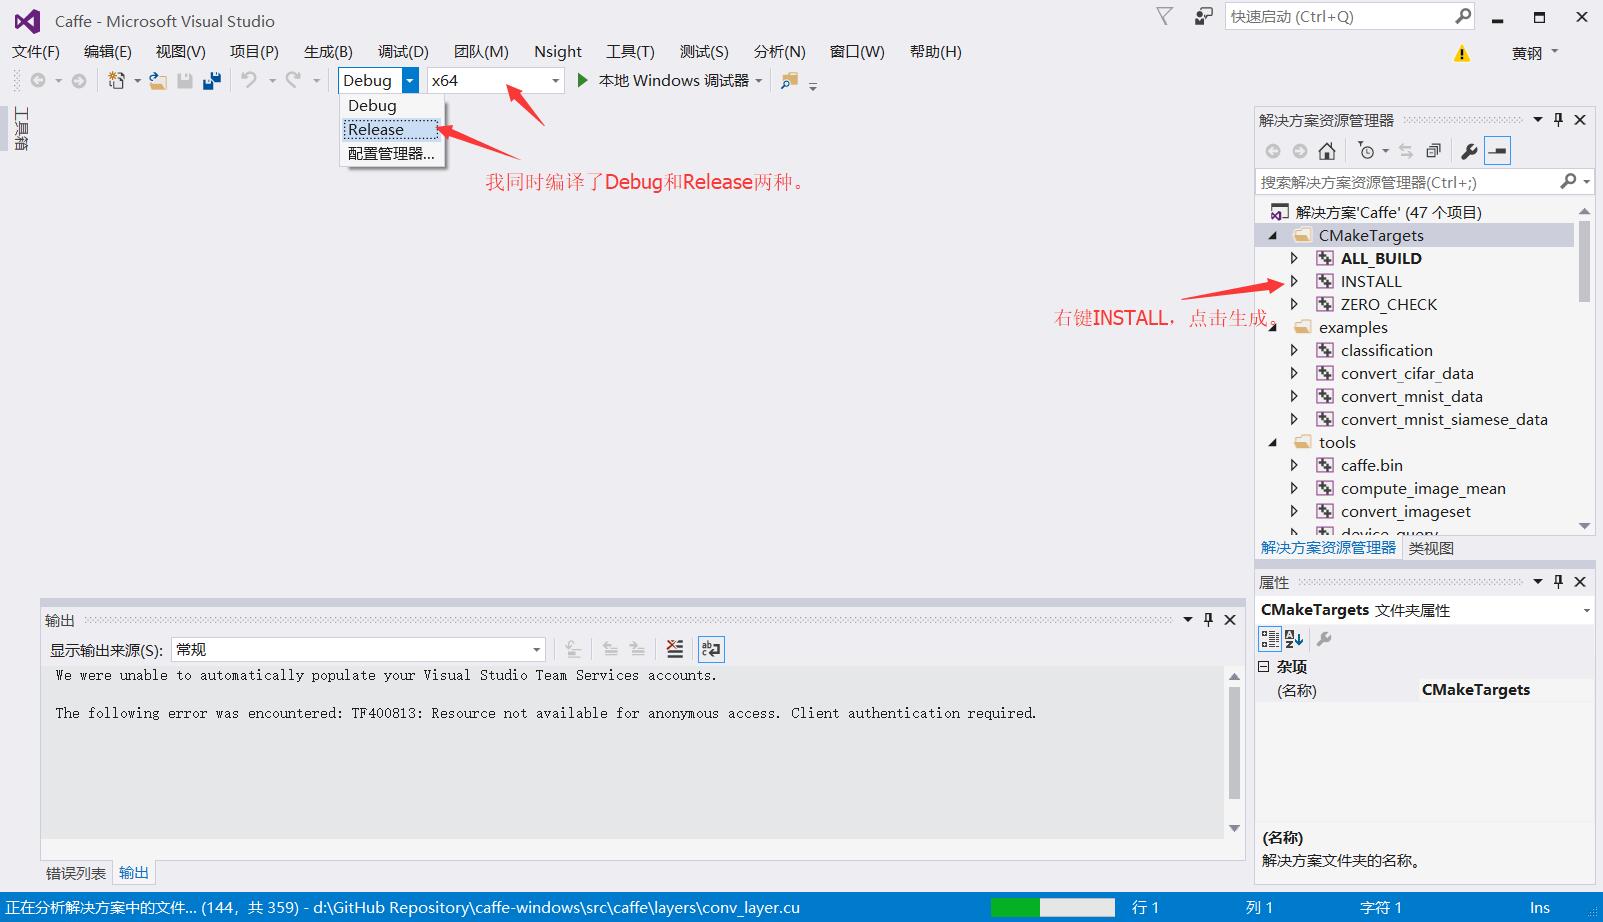 Caffe - Microsoft Visual Studio
快速启动 (Ctrl+Q)
文件(F) 编辑(E) 视图(V) 项目(P) 生成(B) 调试(D) 团队(M) Nsight 工具(T) 测试(S) 分析(N) 窗口(W) 帮助(H)
黄钢
Debug x64 本地 Windows 调试器
Debug
Release
配置管理器...
我同时编译了Debug和Release两种。
工具箱
解决方案资源管理器
搜索解决方案资源管理器(Ctrl+;)
解决方案'Caffe' (47 个项目)
CMakeTargets
ALL_BUILD
INSTALL
ZERO_CHECK
右键INSTALL，点击生成。
examples
classification
convert_cifar_data
convert_mnist_data
convert_mnist_siamese_data
tools
caffe.bin
compute_image_mean
convert_imageset
device_query
解决方案资源管理器 类视图
属性
CMakeTargets 文件夹属性
杂项
(名称) CMakeTargets
(名称)
解决方案文件夹的名称。
输出
显示输出来源(S): 常规
We were unable to automatically populate your Visual Studio Team Services accounts.
The following error was encountered: TF400813: Resource not available for anonymous access. Client authentication required.
错误列表 输出
正在分析解决方案中的文件... (144，共 359) - d:\GitHub Repository\caffe-windows\src\caffe\layers\conv_layer.cu
行 1 列 1 字符 1 Ins